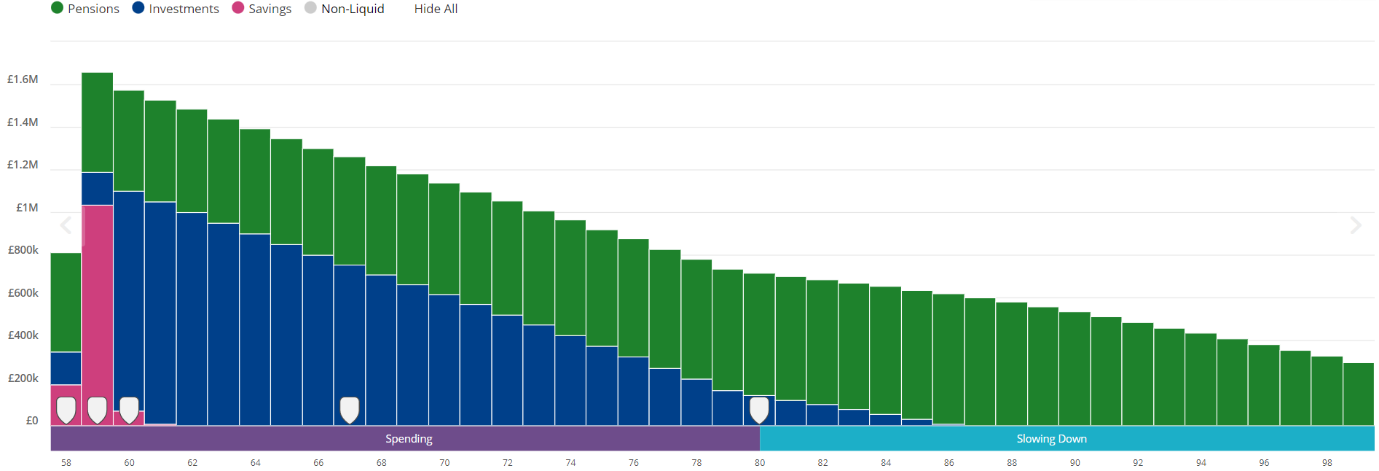 Pensions Investments Savings Non-Liquid Hide All
£1.6M
£1.4M
£1.2M
£1M
£800k
£600k
£400k
£200k
£0
Spending Slowing Down
58 60 62 64 66 68 70 72 74 76 78 80 82 84 86 88 90 92 94 96 98